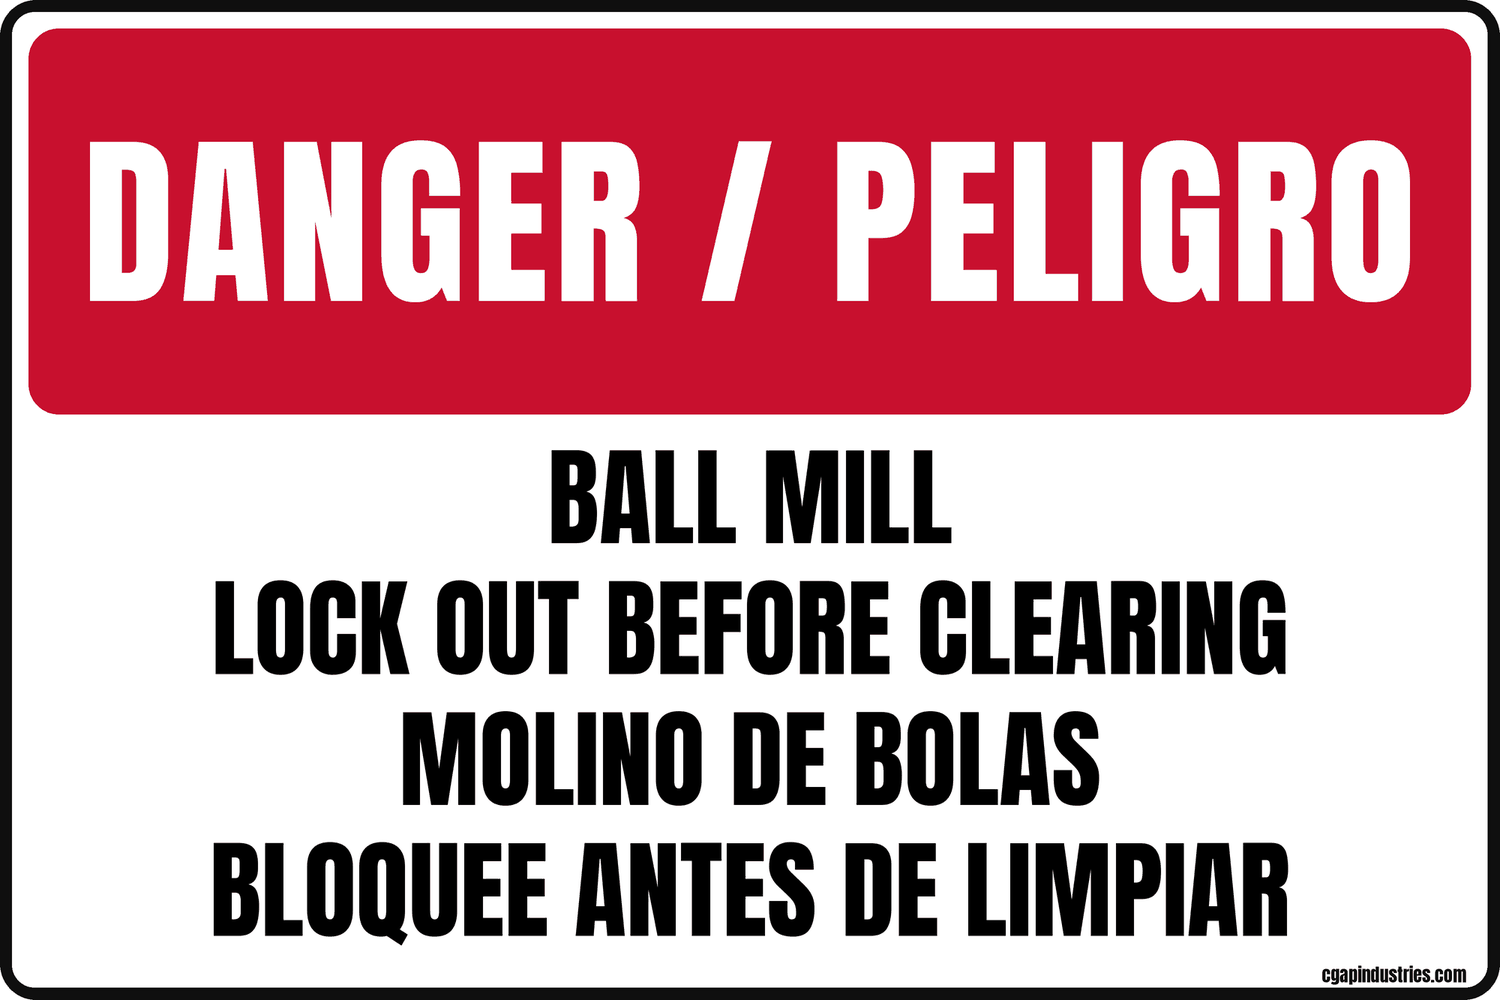 DANGER / PELIGRO
BALL MILL
LOCK OUT BEFORE CLEARING
MOLINO DE BOLAS
BLOQUEE ANTES DE LIMPIAR
cgapindustries.com